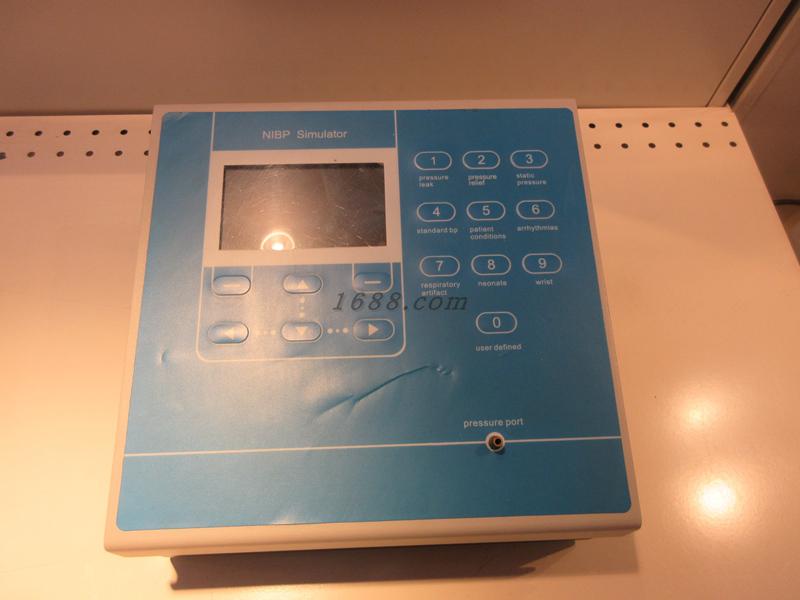 NIBP Simulator
1
2
3
pressure
leak
pressure
relief
static
pressure
4
5
6
standard bp
patient
conditions
arrhythmias
7
8
9
respiratory
artifact
neonate
wrist
1688.com
0
user defined
pressure port